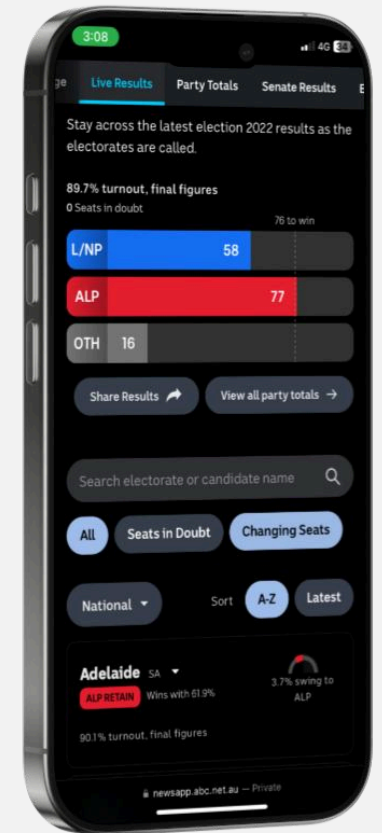 3:08
4G 34
ge Live Results Party Totals Senate Results E
Stay across the latest election 2022 results as the
electorates are called.
89.7% turnout, final figures
0 Seats in doubt
76 to win
L/NP 58
ALP 77
OTH 16
Share Results
View all party totals →
Search electorate or candidate name
All Seats in Doubt Changing Seats
National Sort A-Z Latest
Adelaide SA
ALP RETAIN Wins with 61.9%
3.7% swing to
ALP
90.1% turnout, final figures
newsapp.abc.net.au — Private